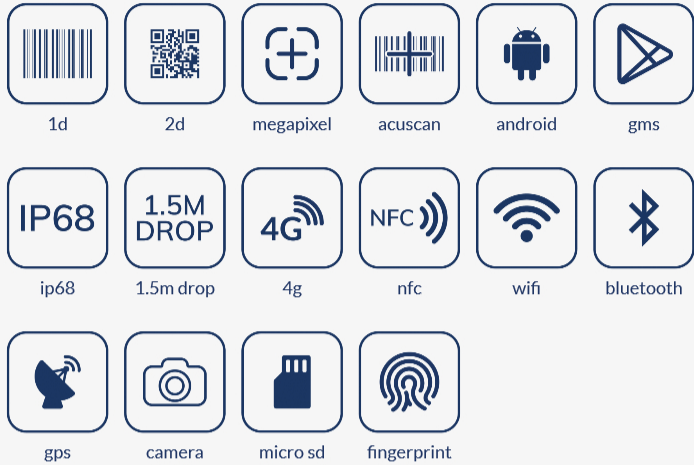 1d
2d
megapixel
acuscan
android
gms
IP68
1.5M
DROP
4G
NFC
ip68
1.5m drop
4g
nfc
wifi
bluetooth
gps
camera
micro sd
fingerprint